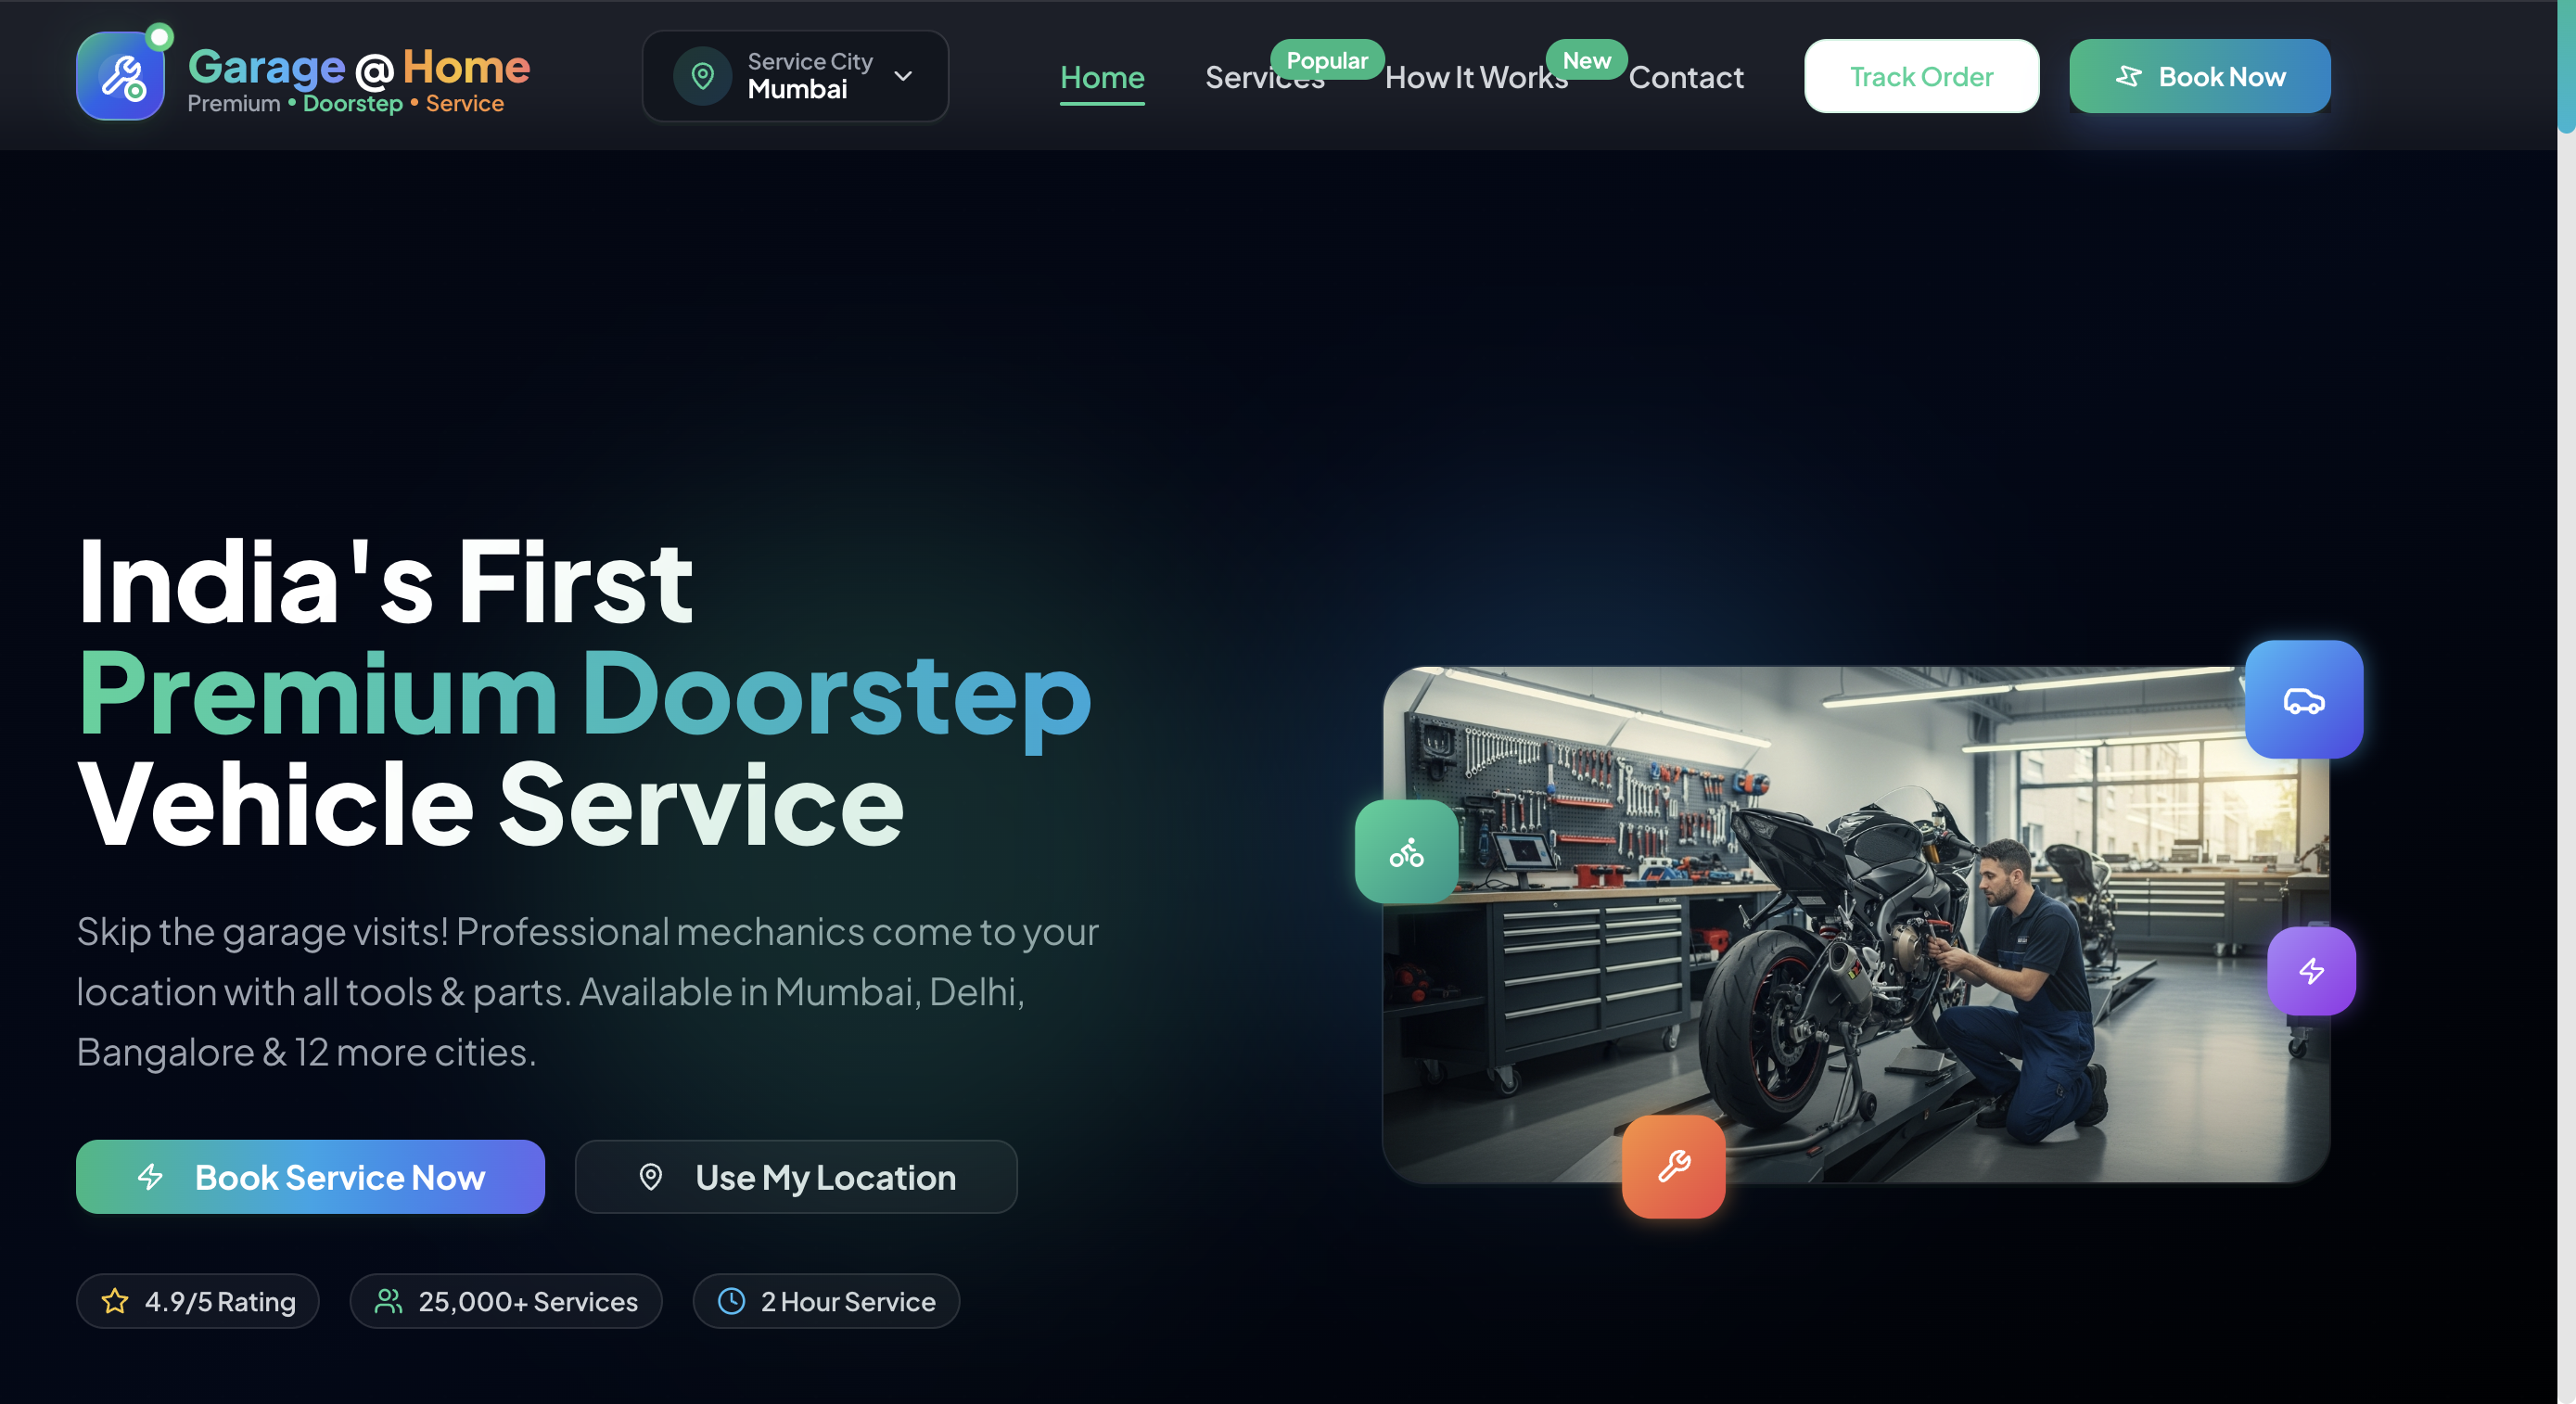 Garage @ Home
Premium • Doorstep • Service
Service City
Mumbai
Home
Services
Popular
How It Works
New
Contact
Track Order
Book Now
India's First
Premium Doorstep
Vehicle Service
Skip the garage visits! Professional mechanics come to your
location with all tools & parts. Available in Mumbai, Delhi,
Bangalore & 12 more cities.
Book Service Now
Use My Location
4.9/5 Rating
25,000+ Services
2 Hour Service